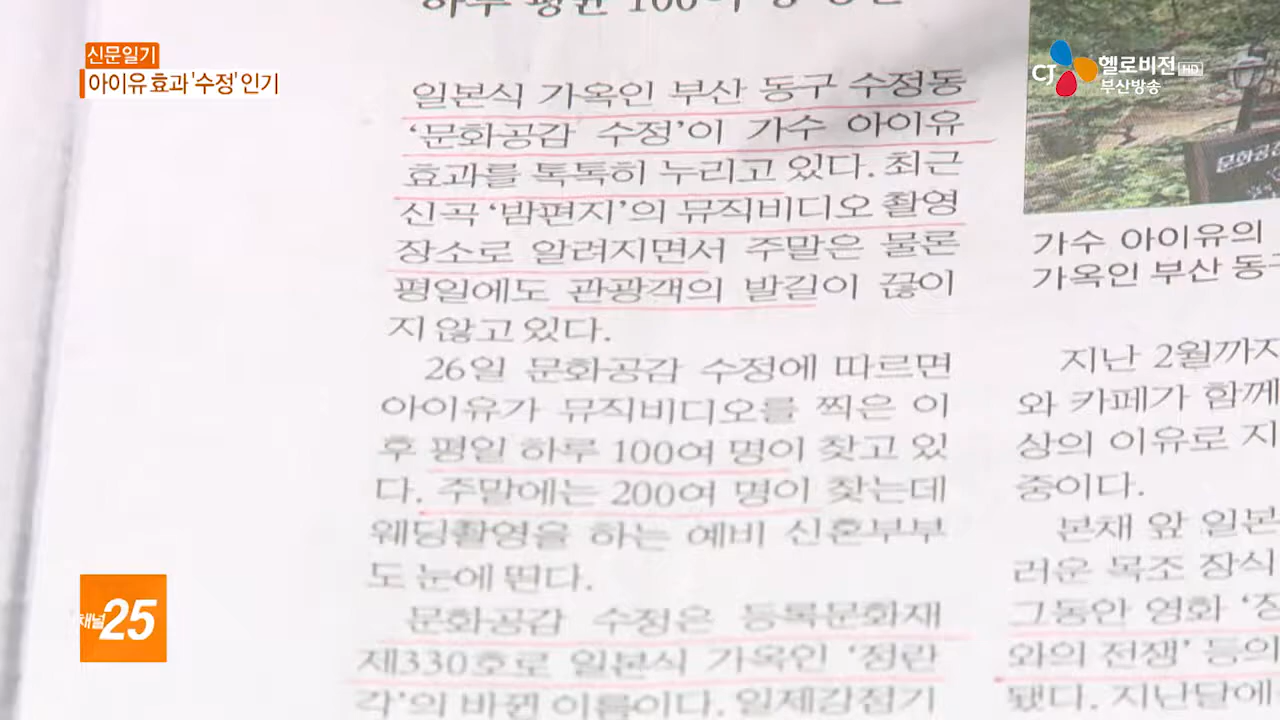 신문일기
아이유 효과 '수정' 인기
CJ 헬로비전 HD
부산방송
하루 평균 100여 명
일본식 가옥인 부산 동구 수정동
‘문화공감 수정’이 가수 아이유
효과를 톡톡히 누리고 있다. 최근
신곡 ‘밤편지’의 뮤직비디오 촬영
장소로 알려지면서 주말은 물론
평일에도 관광객의 발길이 끊이
지 않고 있다.
26일 문화공감 수정에 따르면
아이유가 뮤직비디오를 찍은 이
후 평일 하루 100여 명이 찾고 있
다. 주말에는 200여 명이 찾는데
웨딩촬영을 하는 예비 신혼부부
도 눈에 띈다.
문화공감 수정은 등록문화재
제330호로 일본식 가옥인 ‘정란
각’의 바뀐 이름이다. 일제강점기
문화공감
가수 아이유의
가옥인 부산 동구
지난 2월까지
와 카페가 함께
상의 이유로 지
중이다.
본채 앞 일본
러운 목조 장식
그동안 영화
와의 전쟁’ 등의
됐다. 지난달에
채널 25